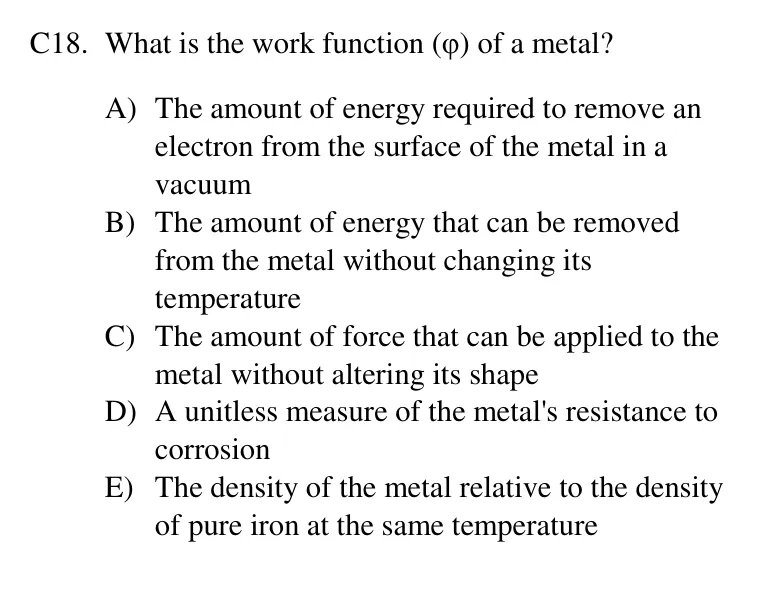 C18. What is the work function (φ) of a metal?
A) The amount of energy required to remove an
electron from the surface of the metal in a
vacuum
B) The amount of energy that can be removed
from the metal without changing its
temperature
C) The amount of force that can be applied to the
metal without altering its shape
D) A unitless measure of the metal's resistance to
corrosion
E) The density of the metal relative to the density
of pure iron at the same temperature